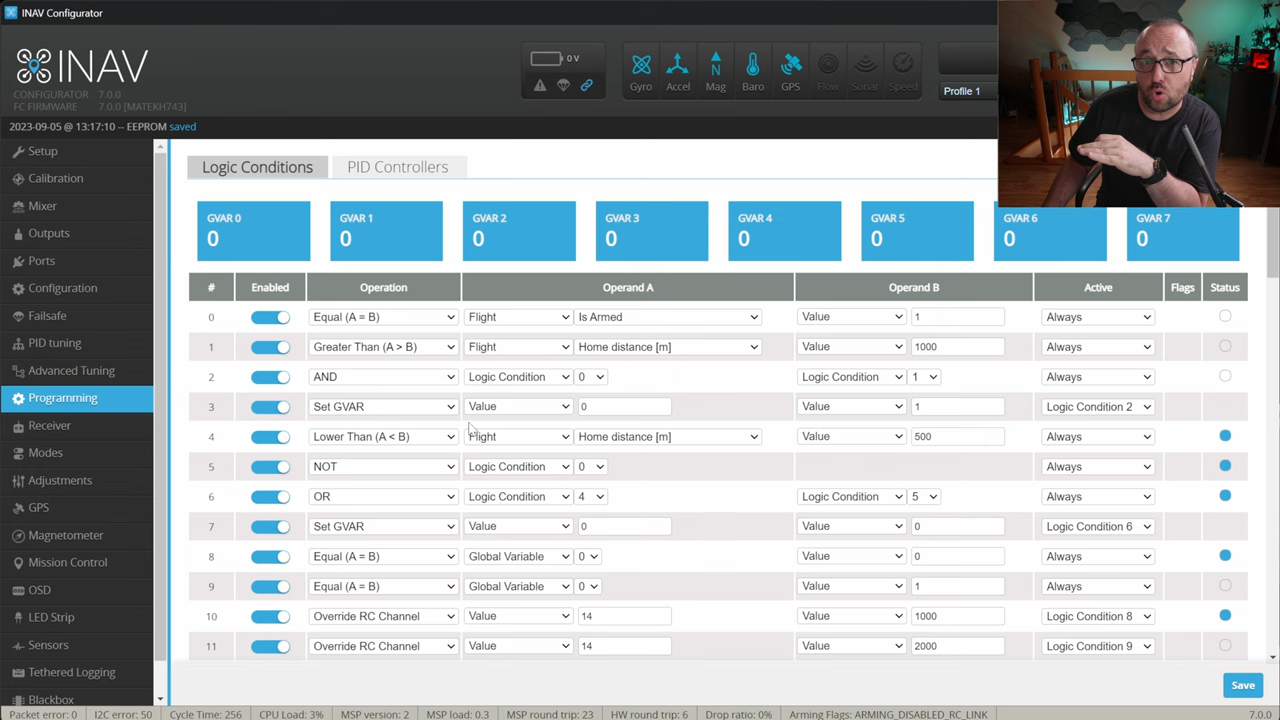 INAV Configurator
INAV
CONFIGURATOR 7.0.0
FC FIRMWARE 7.0.0 [MATEKH743]
0 V
Gyro Accel Mag Baro GPS Flow Sonar Speed
Profile 1
2023-09-05 @ 13:17:10 -- EEPROM saved
Setup
Calibration
Mixer
Outputs
Ports
Configuration
Failsafe
PID tuning
Advanced Tuning
Programming
Receiver
Modes
Adjustments
GPS
Magnetometer
Mission Control
OSD
LED Strip
Sensors
Tethered Logging
Blackbox
Logic Conditions PID Controllers
GVAR 0 GVAR 1 GVAR 2 GVAR 3 GVAR 4 GVAR 5 GVAR 6 GVAR 7
0 0 0 0 0 0 0 0
# Enabled Operation Operand A Operand B Active Flags Status
0 Equal (A = B) Flight Is Armed Value 1 Always
1 Greater Than (A > B) Flight Home distance [m] Value 1000 Always
2 AND Logic Condition 0 Logic Condition 1 Always
3 Set GVAR Value 0 Value 1 Logic Condition 2
4 Lower Than (A < B) Flight Home distance [m] Value 500 Always
5 NOT Logic Condition 0 Always
6 OR Logic Condition 4 Logic Condition 5 Always
7 Set GVAR Value 0 Value 0 Logic Condition 6
8 Equal (A = B) Global Variable 0 Value 0 Always
9 Equal (A = B) Global Variable 0 Value 1 Always
10 Override RC Channel Value 14 Value 1000 Logic Condition 8
11 Override RC Channel Value 14 Value 2000 Logic Condition 9
Save
Packet error: 0 I2C error: 50 Cycle Time: 256 CPU Load: 3% MSP version: 2 MSP load: 0.3 MSP round trip: 23 HW round trip: 6 Drop ratio: 0% Arming Flags: ARMING_DISABLED_RC_LINK 7.0.0